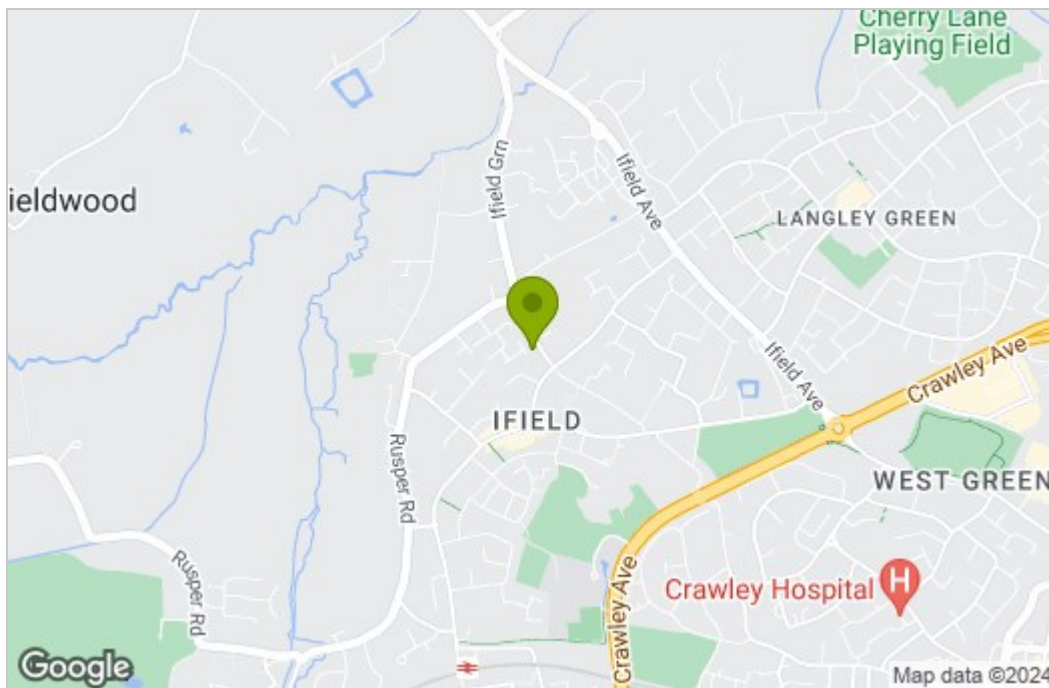 Cherry Lane
Playing Field
Ifield Grn
Ifield Ave
ieldwood
LANGLEY GREEN
Ifield Ave
Crawley Ave
IFIELD
Rusper Rd
WEST GREEN
Rusper Rd
Crawley Hospital
H
Crawley Ave
Google
Map data ©2024